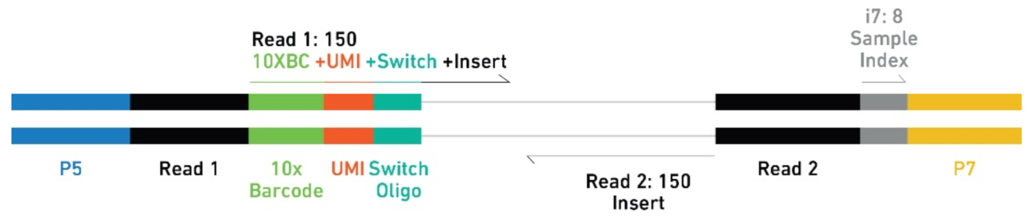 Read 1: 150
10XBC +UMI +Switch +Insert
i7: 8
Sample
Index
P5
Read 1
10x
Barcode
UMI
Switch
Oligo
Read 2: 150
Insert
Read 2
P7